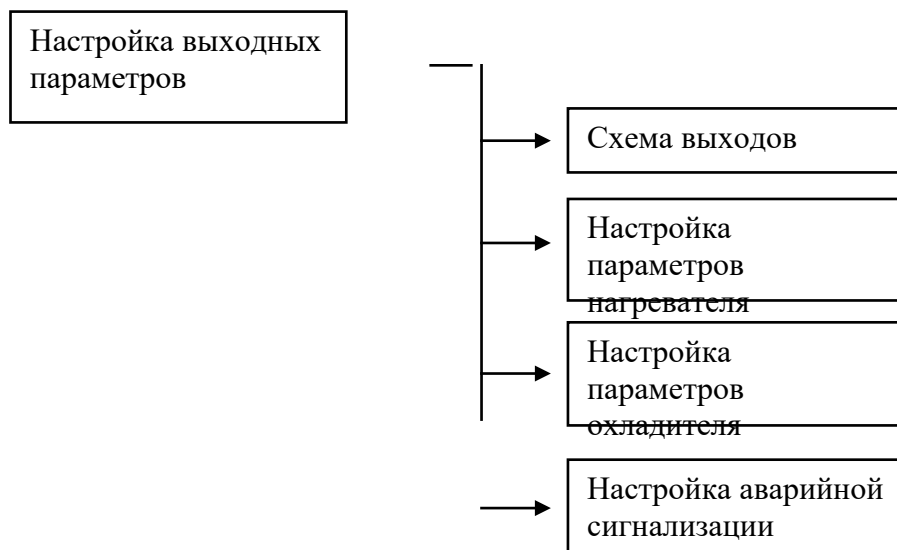 Настройка выходных
параметров
Схема выходов
Настройка
параметров
нагревателя
Настройка
параметров
охладителя
Настройка аварийной
сигнализации